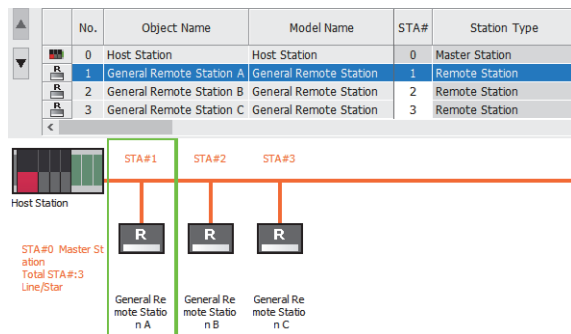 No. Object Name Model Name STA# Station Type
0 Host Station Host Station 0 Master Station
R 1 General Remote Station A General Remote Station 1 Remote Station
R 2 General Remote Station B General Remote Station 2 Remote Station
R 3 General Remote Station C General Remote Station 3 Remote Station
STA#1 STA#2 STA#3
Host Station
R R R
STA#0 Master St
ation
Total STA#:3
Line/Star
General Re General Re General Re
mote Statio mote Statio mote Statio
n A n B n C